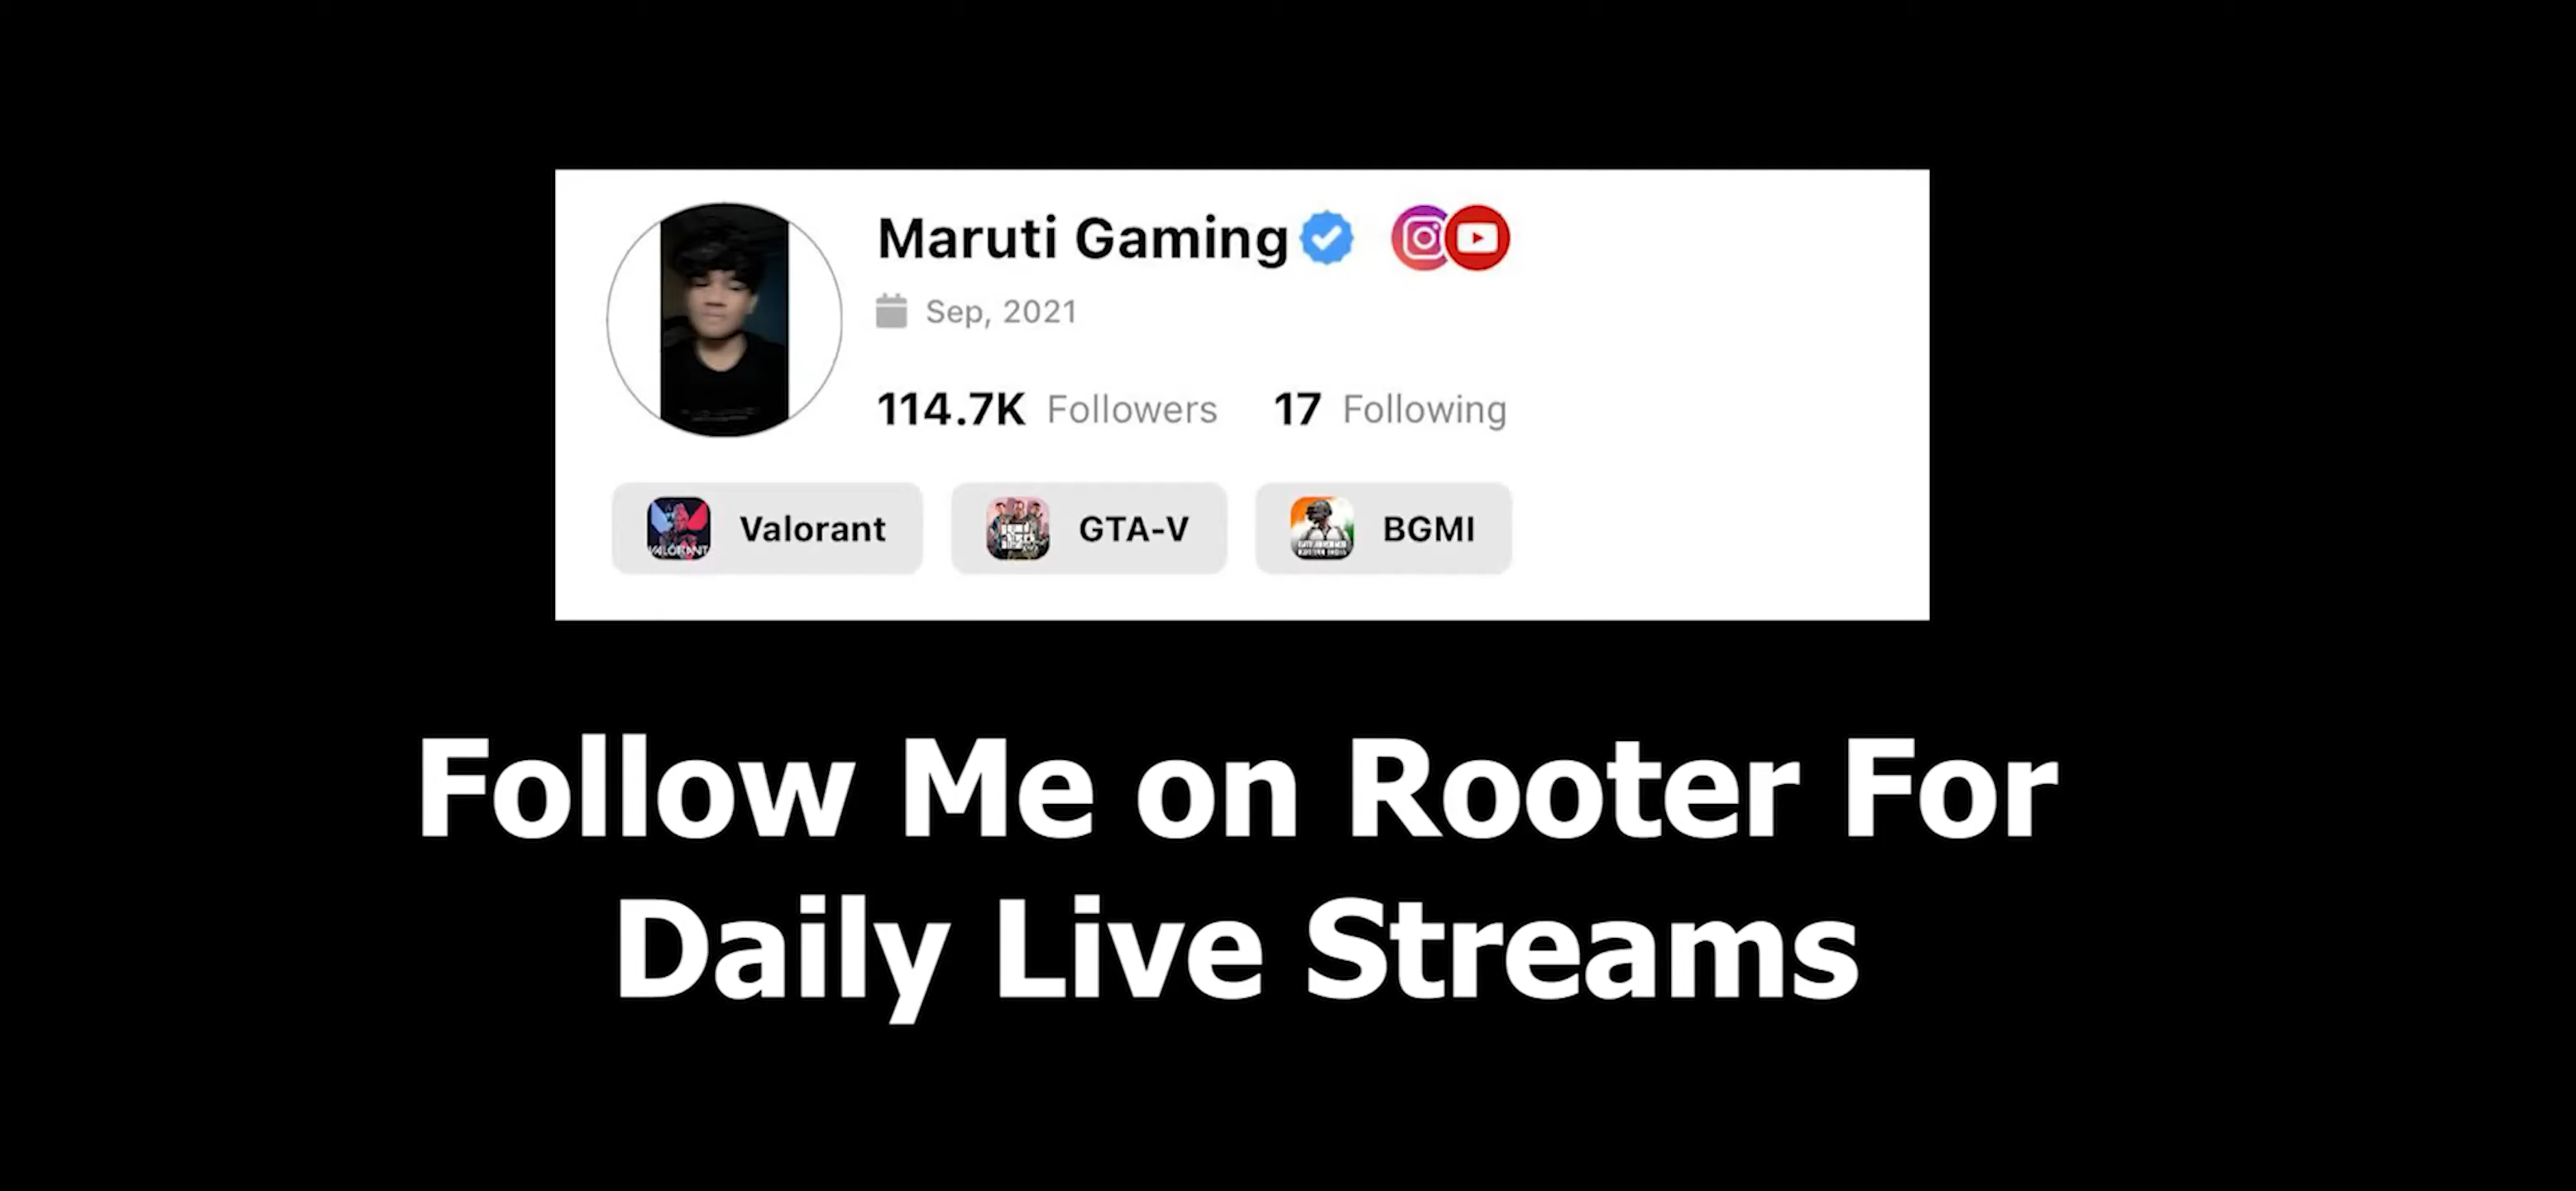 Maruti Gaming
Sep, 2021
114.7K Followers 17 Following
VALORANT
Valorant GTA-V BGMI
Follow Me on Rooter For
Daily Live Streams